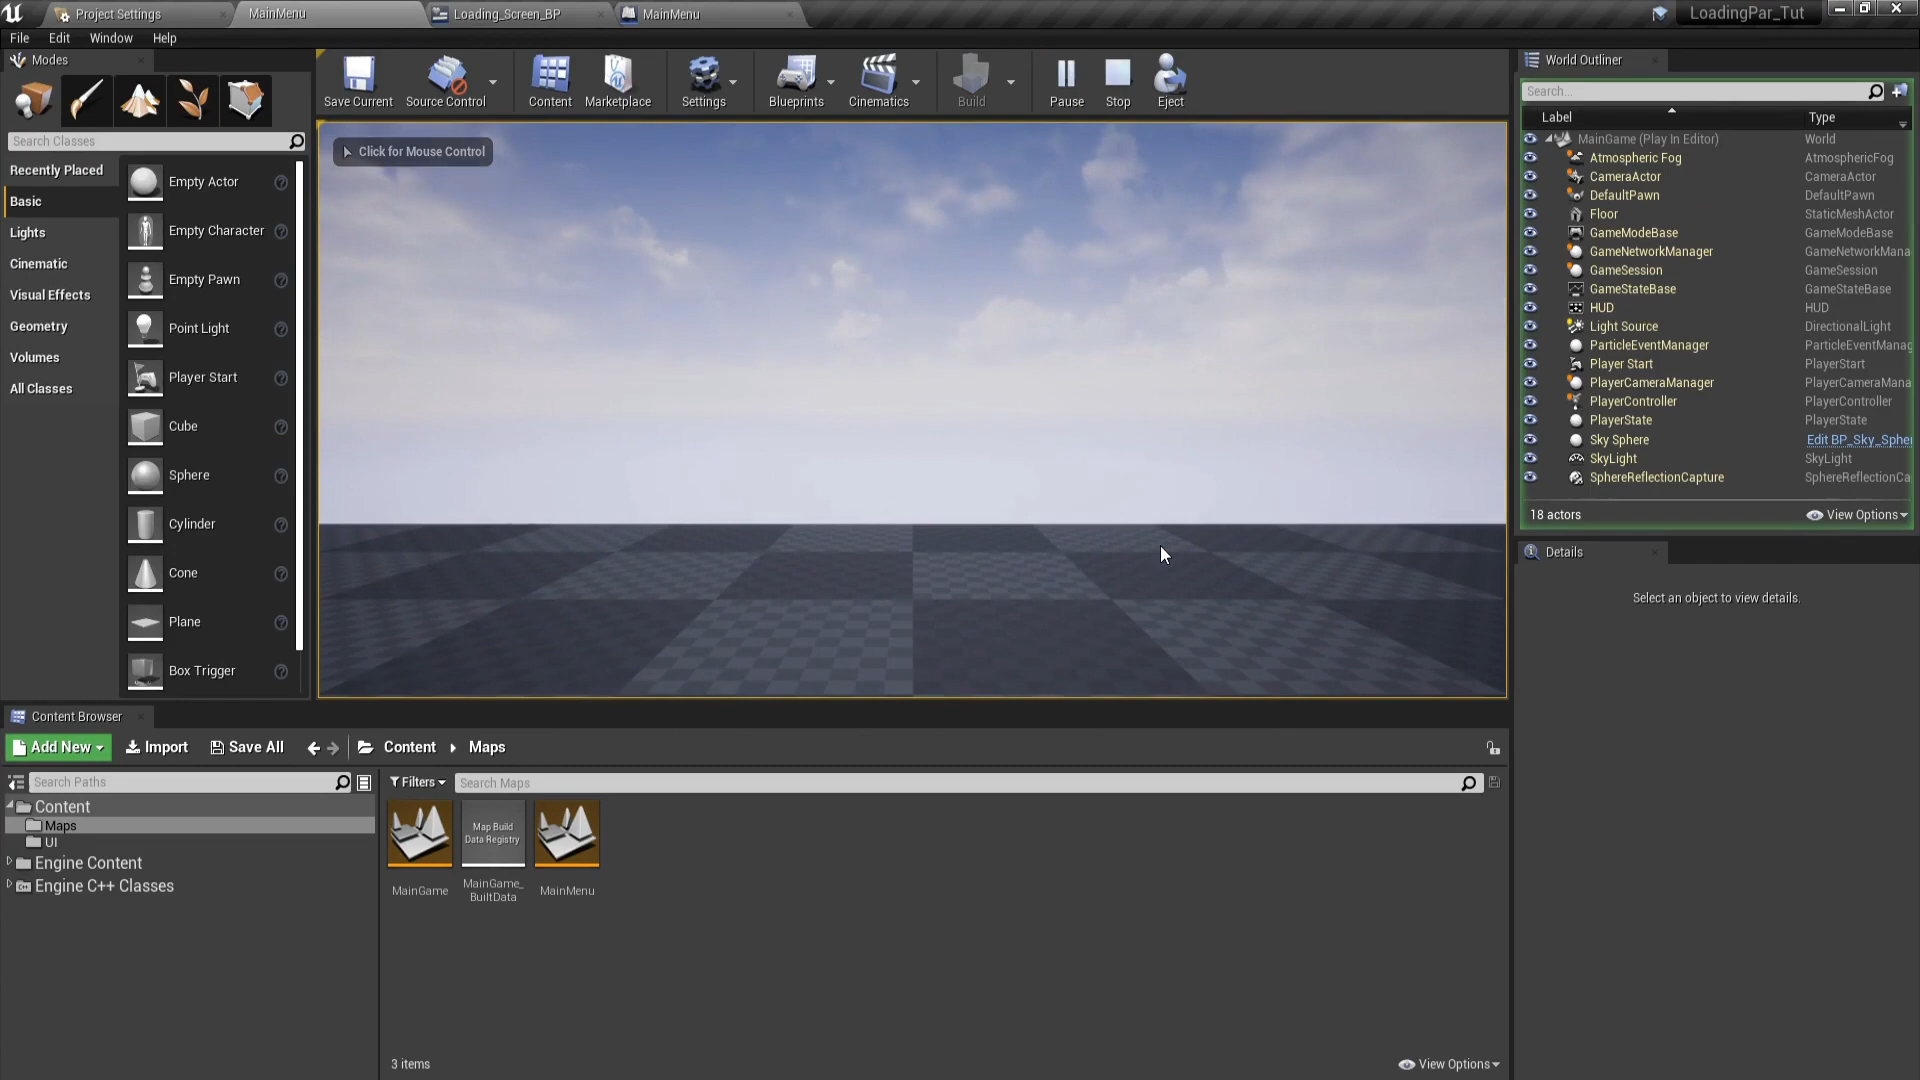 Project Settings
MainMenu
Loading_Screen_BP
MainMenu
LoadingPar_Tut
File
Edit
Window
Help
Modes
Search Classes
Recently Placed
Basic
Lights
Cinematic
Visual Effects
Geometry
Volumes
All Classes
Empty Actor
Empty Character
Empty Pawn
Point Light
Player Start
Cube
Sphere
Cylinder
Cone
Plane
Box Trigger
Save Current
Source Control
Content
Marketplace
Settings
Blueprints
Cinematics
Build
Pause
Stop
Eject
Click for Mouse Control
World Outliner
Search...
Label
Type
MainGame (Play In Editor)
World
Atmospheric Fog
AtmosphericFog
CameraActor
CameraActor
DefaultPawn
DefaultPawn
Floor
StaticMeshActor
GameModeBase
GameModeBase
GameNetworkManager
GameNetworkMana
GameSession
GameSession
GameStateBase
GameStateBase
HUD
HUD
Light Source
DirectionalLight
ParticleEventManager
ParticleEventManag
Player Start
PlayerStart
PlayerCameraManager
PlayerCameraMana
PlayerController
PlayerController
PlayerState
PlayerState
Sky Sphere
Edit BP_Sky_Spher
SkyLight
SkyLight
SphereReflectionCapture
SphereReflectionCa
18 actors
View Options
Details
Select an object to view details.
Content Browser
Add New
Import
Save All
Content
Maps
Search Paths
Content
Maps
UI
Engine Content
Engine C++ Classes
Filters
Search Maps
Map Build
Data Registry
MainGame
MainGame_
BuiltData
MainMenu
3 items
View Options